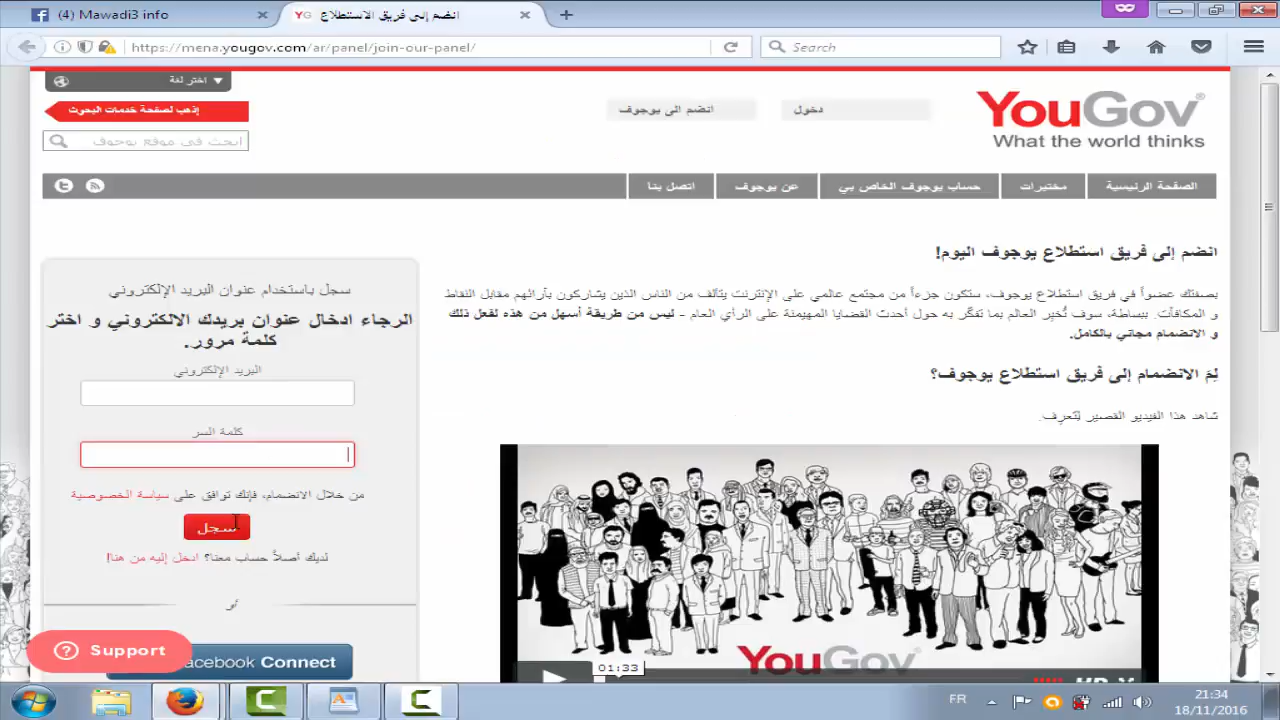 (4) Mawadi3 info
انضم إلى فريق الاستطلاع
https://mena.yougov.com/ar/panel/join-our-panel/
Search
اختر لغة
إذهب لصفحة خدمات البحوث
انضم الى يوجوف
دخول
YouGov®
What the world thinks
ابحث في موقع يوجوف
الصفحة الرئيسية
مختبرات
حساب يوجوف الخاص بي
عن يوجوف
اتصل بنا
انضم إلى فريق استطلاع يوجوف اليوم!
بصفتك عضواً في فريق استطلاع يوجوف، ستكون جزءاً من مجتمع عالمي على الإنترنت يتألف من الناس الذين يشاركون بآرائهم مقابل النقاط
و المكافآت. ببساطة، سوف تُخبِر العالم بما تفكّر به حول أحدث القضايا المهيمنة على الرأي العام - ليس من طريقة أسهل من هذه لفعل ذلك
و الانضمام مجاني بالكامل.
لِمَ الانضمام إلى فريق استطلاع يوجوف؟
شاهد هذا الفيديو القصير لِتَعرِف.
سجل باستخدام عنوان البريد الإلكتروني
الرجاء ادخال عنوان بريدك الالكتروني و اختر
كلمة مرور.
البريد الإلكتروني
كلمة السر
من خلال الانضمام، فإنك توافق على سياسة الخصوصية
سجل
لديك أصلاً حساب معنا؟ ادخل إليه من هنا!
أو
Support
acebook Connect
YouGov
01:33
HD
FR
21:34
18/11/2016